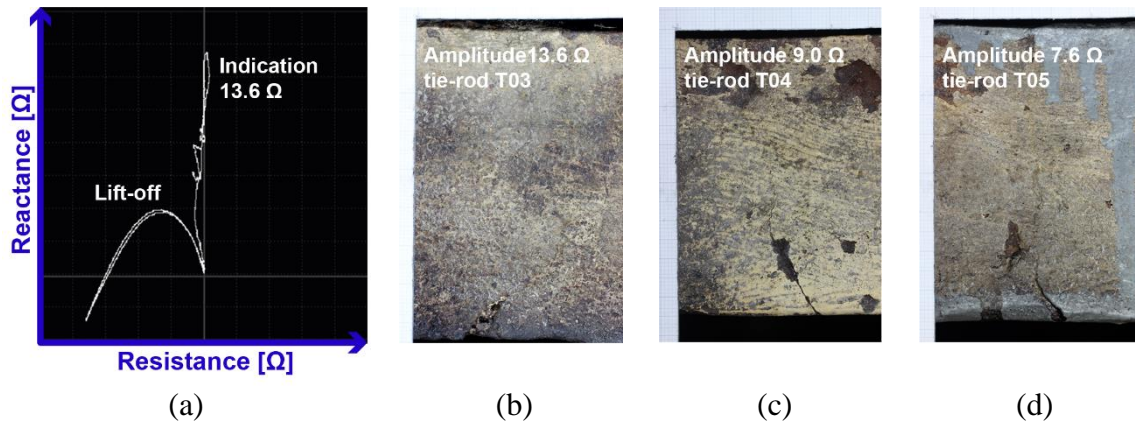 Reactance [Ω]
Indication
13.6 Ω
Lift-off
Resistance [Ω]
Amplitude13.6 Ω
tie-rod T03
Amplitude 9.0 Ω
tie-rod T04
Amplitude 7.6 Ω
tie-rod T05
(a)
(b)
(c)
(d)